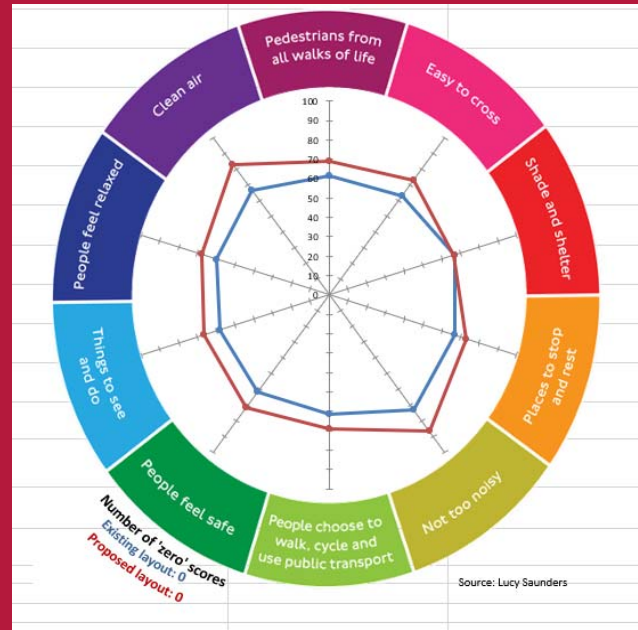 Pedestrians from
all walks of life
Easy to cross
Shade and shelter
Places to stop
and rest
Not too noisy
People choose to
walk, cycle and
use public transport
People feel safe
Things to see
and do
People feel relaxed
Clean air
100
90
80
70
60
50
40
30
20
10
0
Number of 'zero' scores
Existing layout: 0
Proposed layout: 0
Source: Lucy Saunders